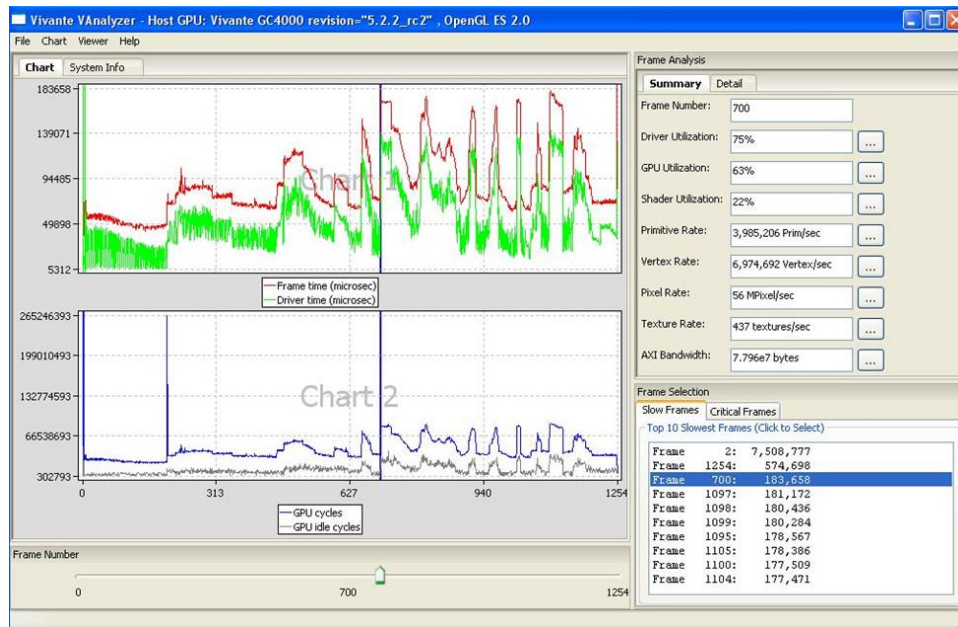 Vivante VAnalyzer - Host GPU: Vivante GC4000 revision="5.2.2_rc2" , OpenGL ES 2.0
File Chart Viewer Help
Chart System Info
183658
139071
94485
49898
5312
Chart 1
Frame time (microsec)
Driver time (microsec)
265246393
199010493
132774593
66538693
302793
Chart 2
0 313 627 940 1254
GPU cycles
GPU idle cycles
Frame Number
0 700 1254
Frame Analysis
Summary Detail
Frame Number: 700
Driver Utilization: 75% ...
GPU Utilization: 63% ...
Shader Utilization: 22% ...
Primitive Rate: 3,985,206 Prim/sec ...
Vertex Rate: 6,974,692 Vertex/sec ...
Pixel Rate: 56 MPixel/sec ...
Texture Rate: 437 textures/sec ...
AXI Bandwidth: 7.796e7 bytes ...
Frame Selection
Slow Frames Critical Frames
Top 10 Slowest Frames (Click to Select)
Frame 2: 7,508,777
Frame 1254: 574,698
Frame 700: 183,658
Frame 1097: 181,172
Frame 1098: 180,436
Frame 1099: 180,284
Frame 1095: 178,567
Frame 1105: 178,386
Frame 1100: 177,509
Frame 1104: 177,471